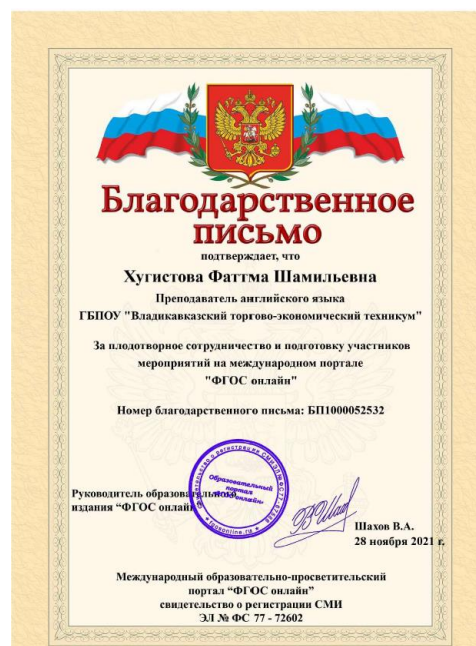 Благодарственное
письмо
подтверждает, что
Хугистова Фаттма Шамильевна
Преподаватель английского языка
ГБПОУ "Владикавказский торгово-экономический техникум"
За плодотворное сотрудничество и подготовку участников
мероприятий на международном портале
"ФГОС онлайн"
Номер благодарственного письма: БП1000052532
Образовательный
портал
Руководитель образовательного
издания “ФГОС онлайн”
fgosonline.ru
Шахов В.А.
28 ноября 2021 г.
Международный образовательно-просветительский
портал “ФГОС онлайн”
свидетельство о регистрации СМИ
ЭЛ № ФС 77 - 72602